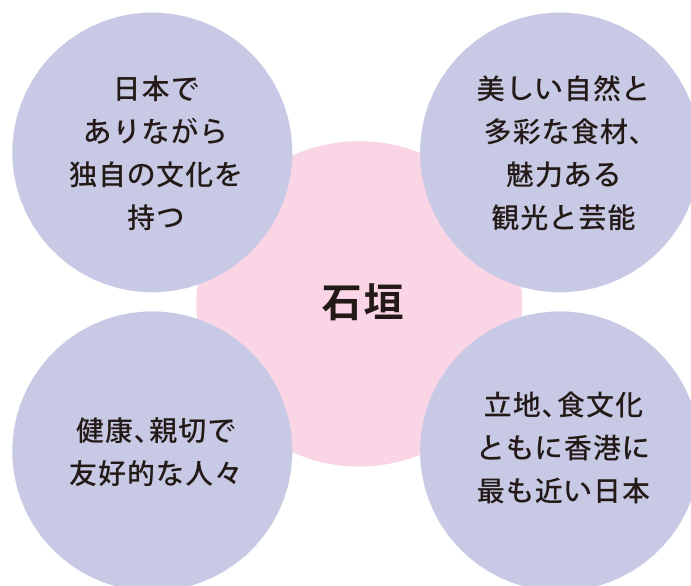 日本で
ありながら
独自の文化を
持つ
美しい自然と
多彩な食材、
魅力ある
観光と芸能
石垣
健康、親切で
友好的な人々
立地、食文化
ともに香港に
最も近い日本